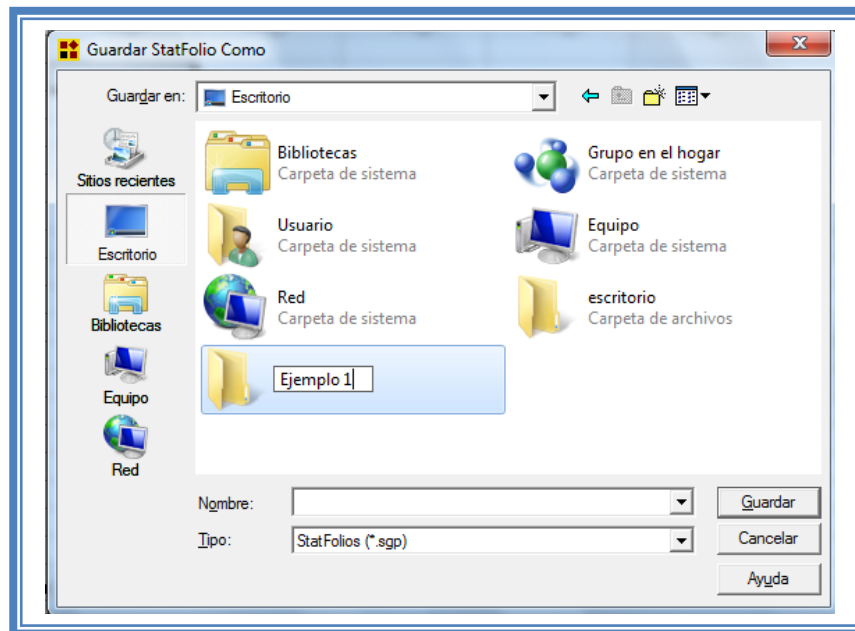 Guardar StatFolio Como
Guardar en:
Escritorio
Sitios recientes
Escritorio
Bibliotecas
Equipo
Red
Bibliotecas
Carpeta de sistema
Grupo en el hogar
Carpeta de sistema
Usuario
Carpeta de sistema
Equipo
Carpeta de sistema
Red
Carpeta de sistema
escritorio
Carpeta de archivos
Ejemplo 1
Nombre:
Guardar
Tipo:
StatFolios (*.sgp)
Cancelar
Ayuda